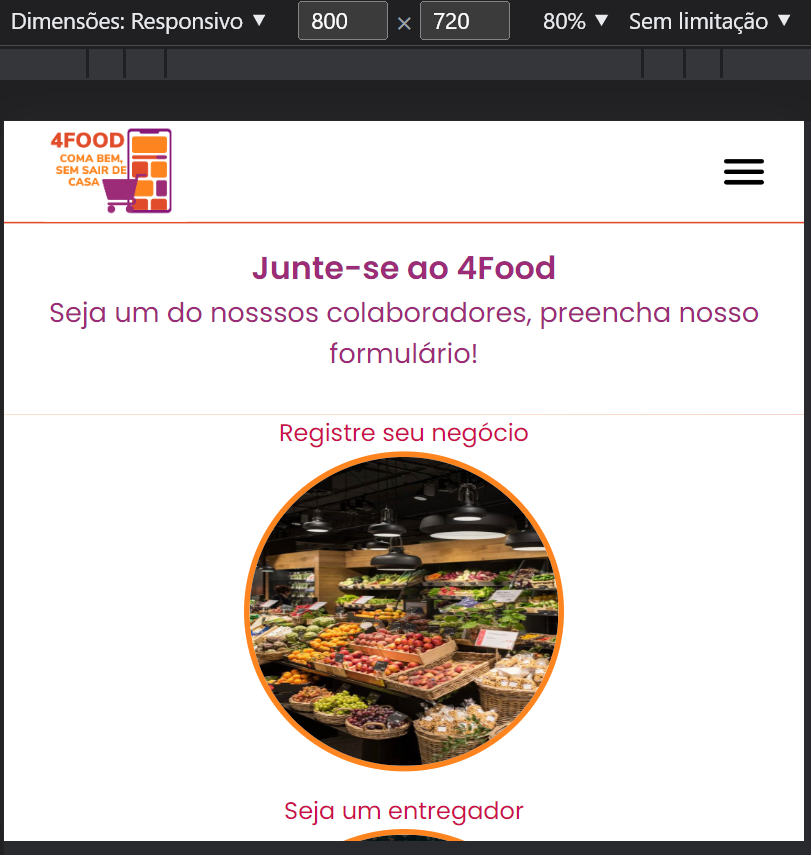 Dimensões: Responsivo ▼ 800 × 720 80% ▼ Sem limitação ▼
4FOOD
COMA BEM,
SEM SAIR DE
CASA
Junte-se ao 4Food
Seja um do nosssos colaboradores, preencha nosso
formulário!
Registre seu negócio
Seja um entregador